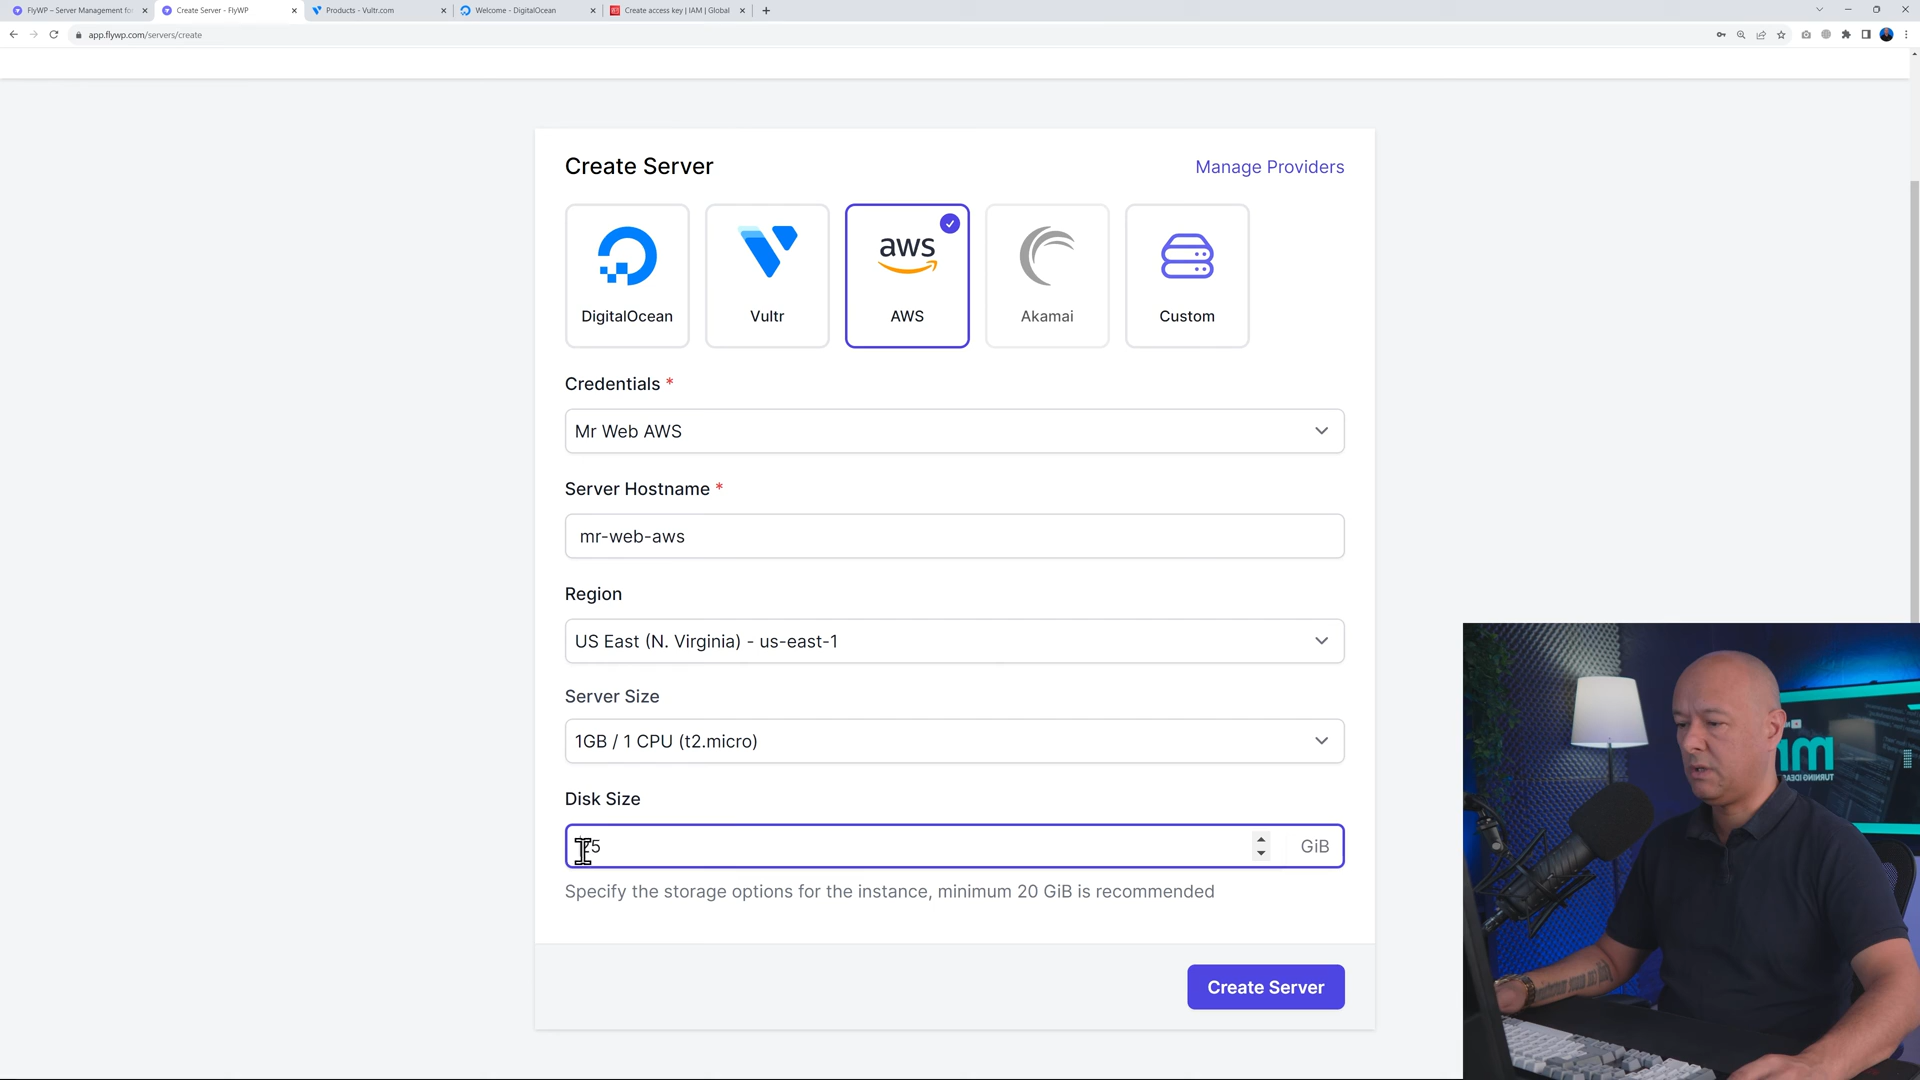 FlyWP – Server Management fo
Create Server - FlyWP
Products - Vultr.com
Welcome - DigitalOcean
Create access key | IAM | Global
app.flywp.com/servers/create
Create Server
Manage Providers
aws
DigitalOcean
Vultr
AWS
Akamai
Custom
Credentials *
Mr Web AWS
Server Hostname *
mr-web-aws
Region
US East (N. Virginia) - us-east-1
Server Size
1GB / 1 CPU (t2.micro)
Disk Size
GiB
Specify the storage options for the instance, minimum 20 GiB is recommended
Create Server